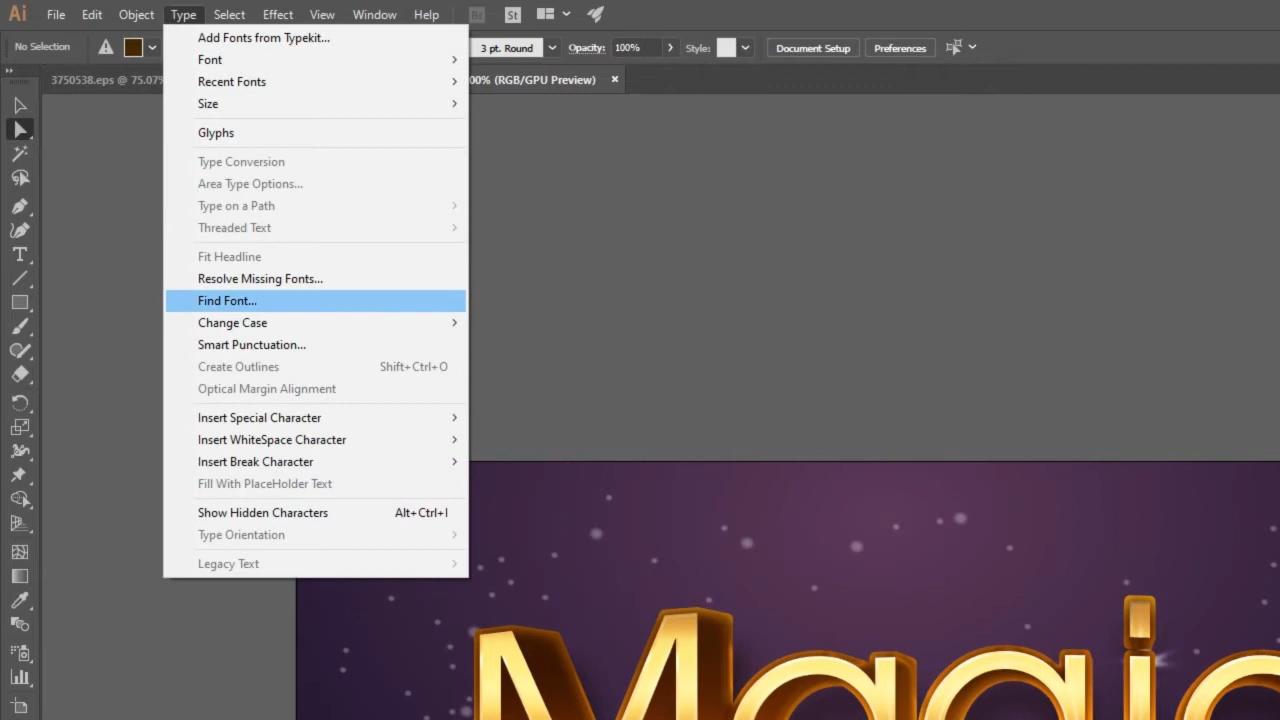 Ai File Edit Object Type Select Effect View Window Help Br St
No Selection 3 pt. Round Opacity: 100% Style: Document Setup Preferences
3750538.eps @ 75.07% 00% (RGB/GPU Preview) ×
Add Fonts from Typekit...
Font
Recent Fonts
Size
Glyphs
Type Conversion
Area Type Options...
Type on a Path
Threaded Text
Fit Headline
Resolve Missing Fonts...
Find Font...
Change Case
Smart Punctuation...
Create Outlines Shift+Ctrl+O
Optical Margin Alignment
Insert Special Character
Insert WhiteSpace Character
Insert Break Character
Fill With PlaceHolder Text
Show Hidden Characters Alt+Ctrl+I
Type Orientation
Legacy Text
Magic